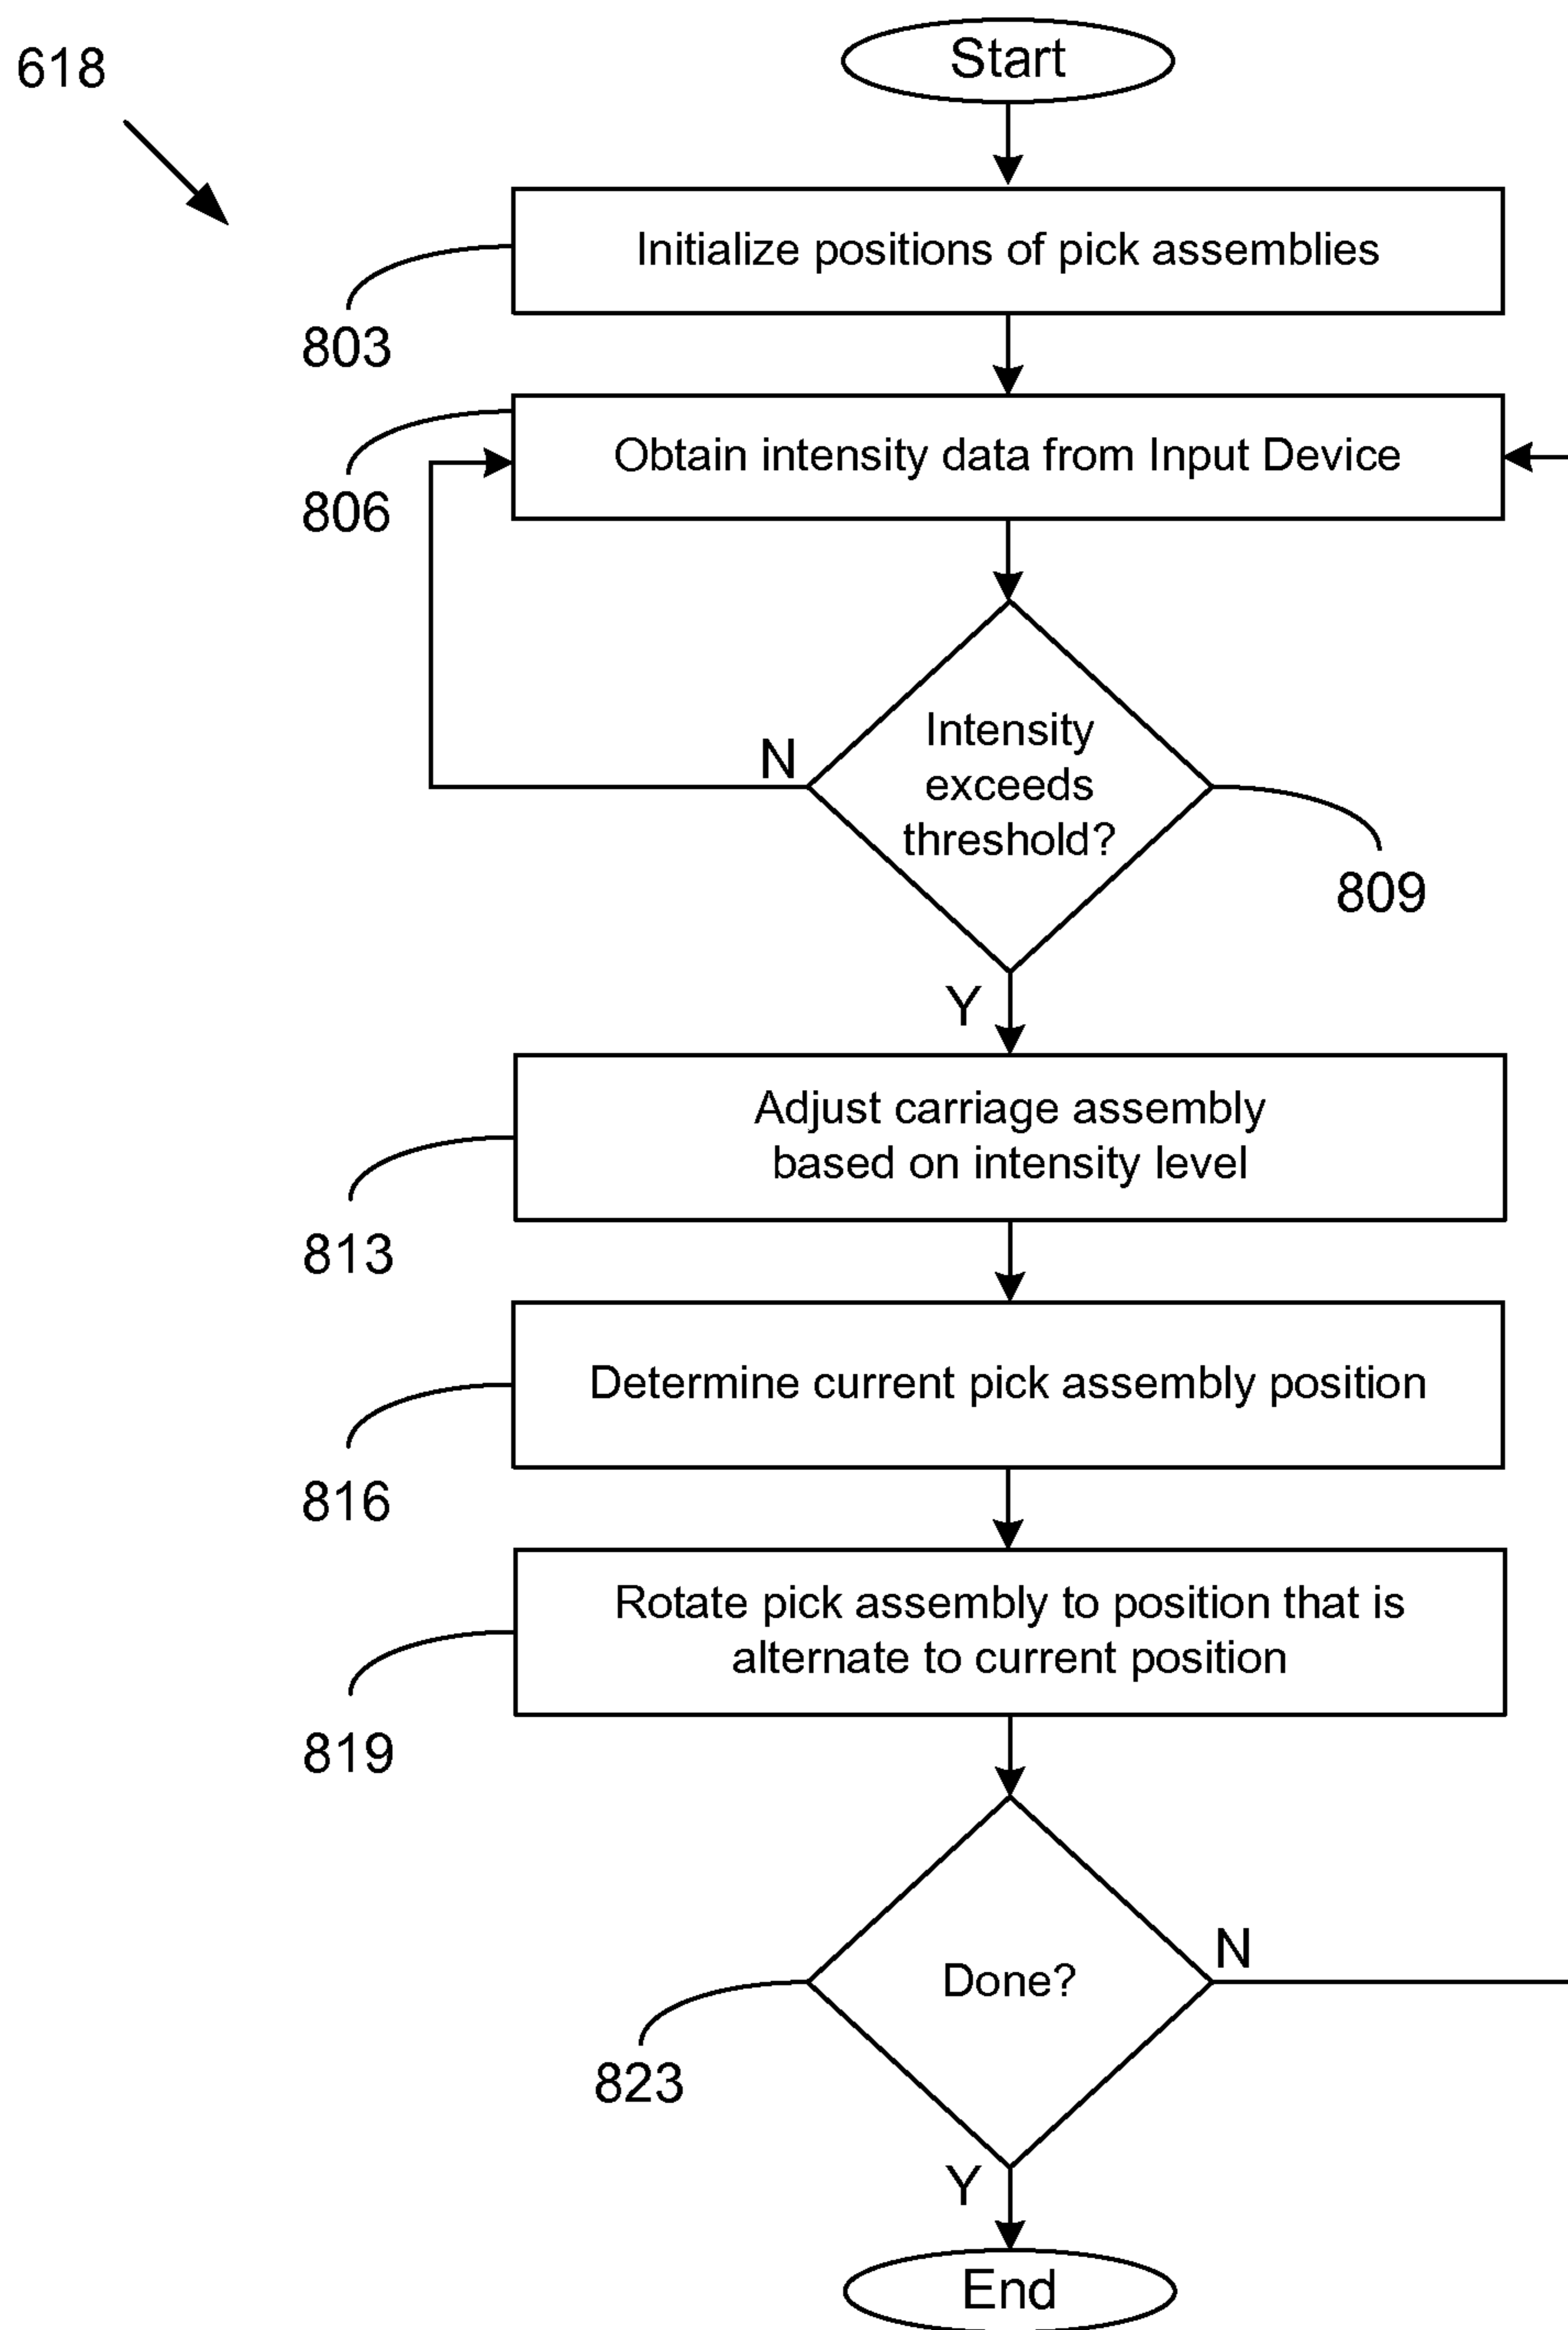 618
Start
Initialize positions of pick assemblies
803
Obtain intensity data from Input Device
806
Intensity
exceeds
threshold?
N
809
Y
Adjust carriage assembly
based on intensity level
813
Determine current pick assembly position
816
Rotate pick assembly to position that is
alternate to current position
819
Done?
N
823
Y
End